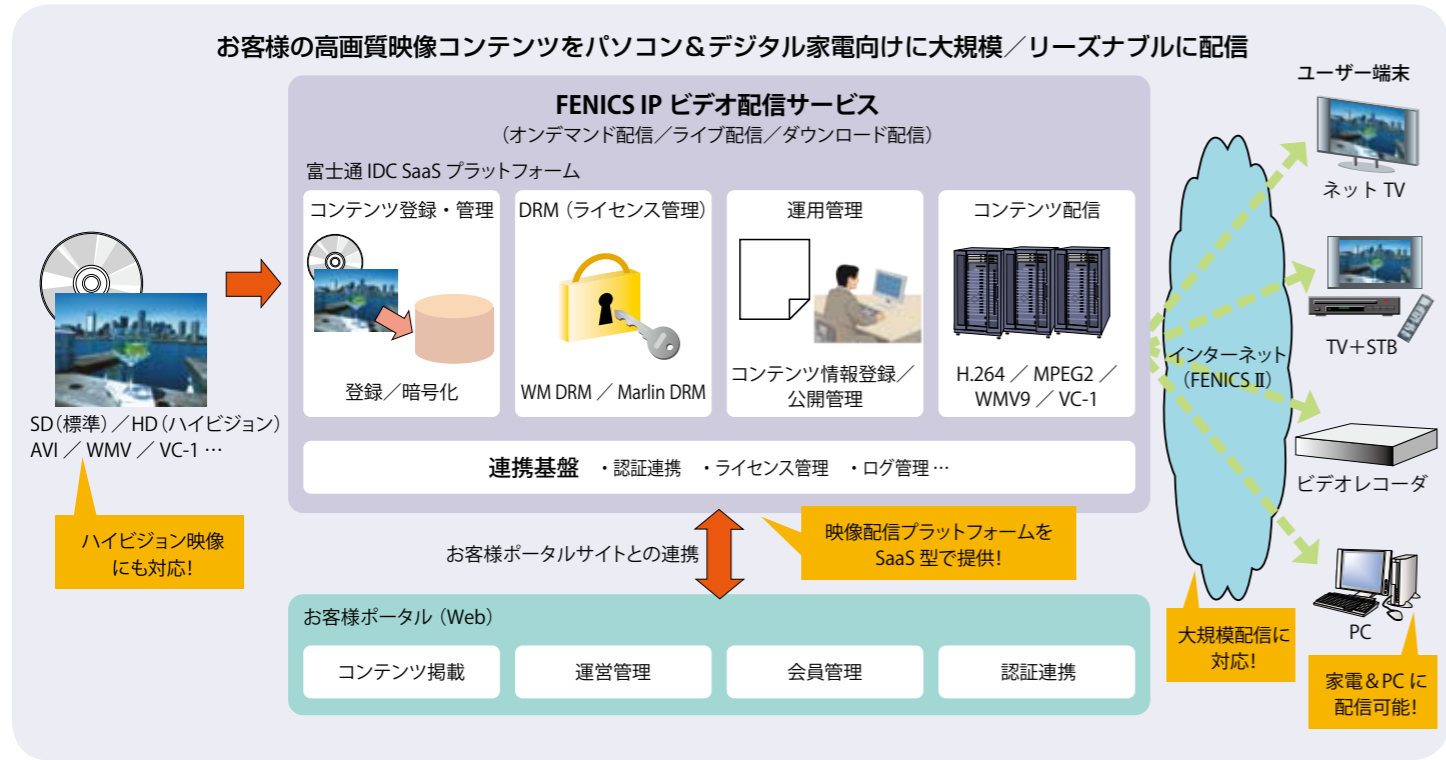 お客様の高画質映像コンテンツをパソコン&デジタル家電向けに大規模／リーズナブルに配信
FENICS IP ビデオ配信サービス
（オンデマンド配信／ライブ配信／ダウンロード配信）
富士通 IDC SaaS プラットフォーム
コンテンツ登録・管理
登録／暗号化
DRM（ライセンス管理）
WM DRM ／ Marlin DRM
運用管理
コンテンツ情報登録／
公開管理
コンテンツ配信
H.264 ／ MPEG2 ／
WMV9 ／ VC-1
連携基盤 ・認証連携 ・ライセンス管理 ・ログ管理 …
SD（標準）／HD（ハイビジョン）
AVI ／ WMV ／ VC-1 …
ハイビジョン映像
にも対応！
お客様ポータルサイトとの連携
映像配信プラットフォームを
SaaS 型で提供！
お客様ポータル（Web）
コンテンツ掲載
運営管理
会員管理
認証連携
インターネット
（FENICS Ⅱ）
大規模配信に
対応！
ユーザー端末
ネット TV
TV＋STB
ビデオレコーダ
PC
家電&PC に
配信可能！